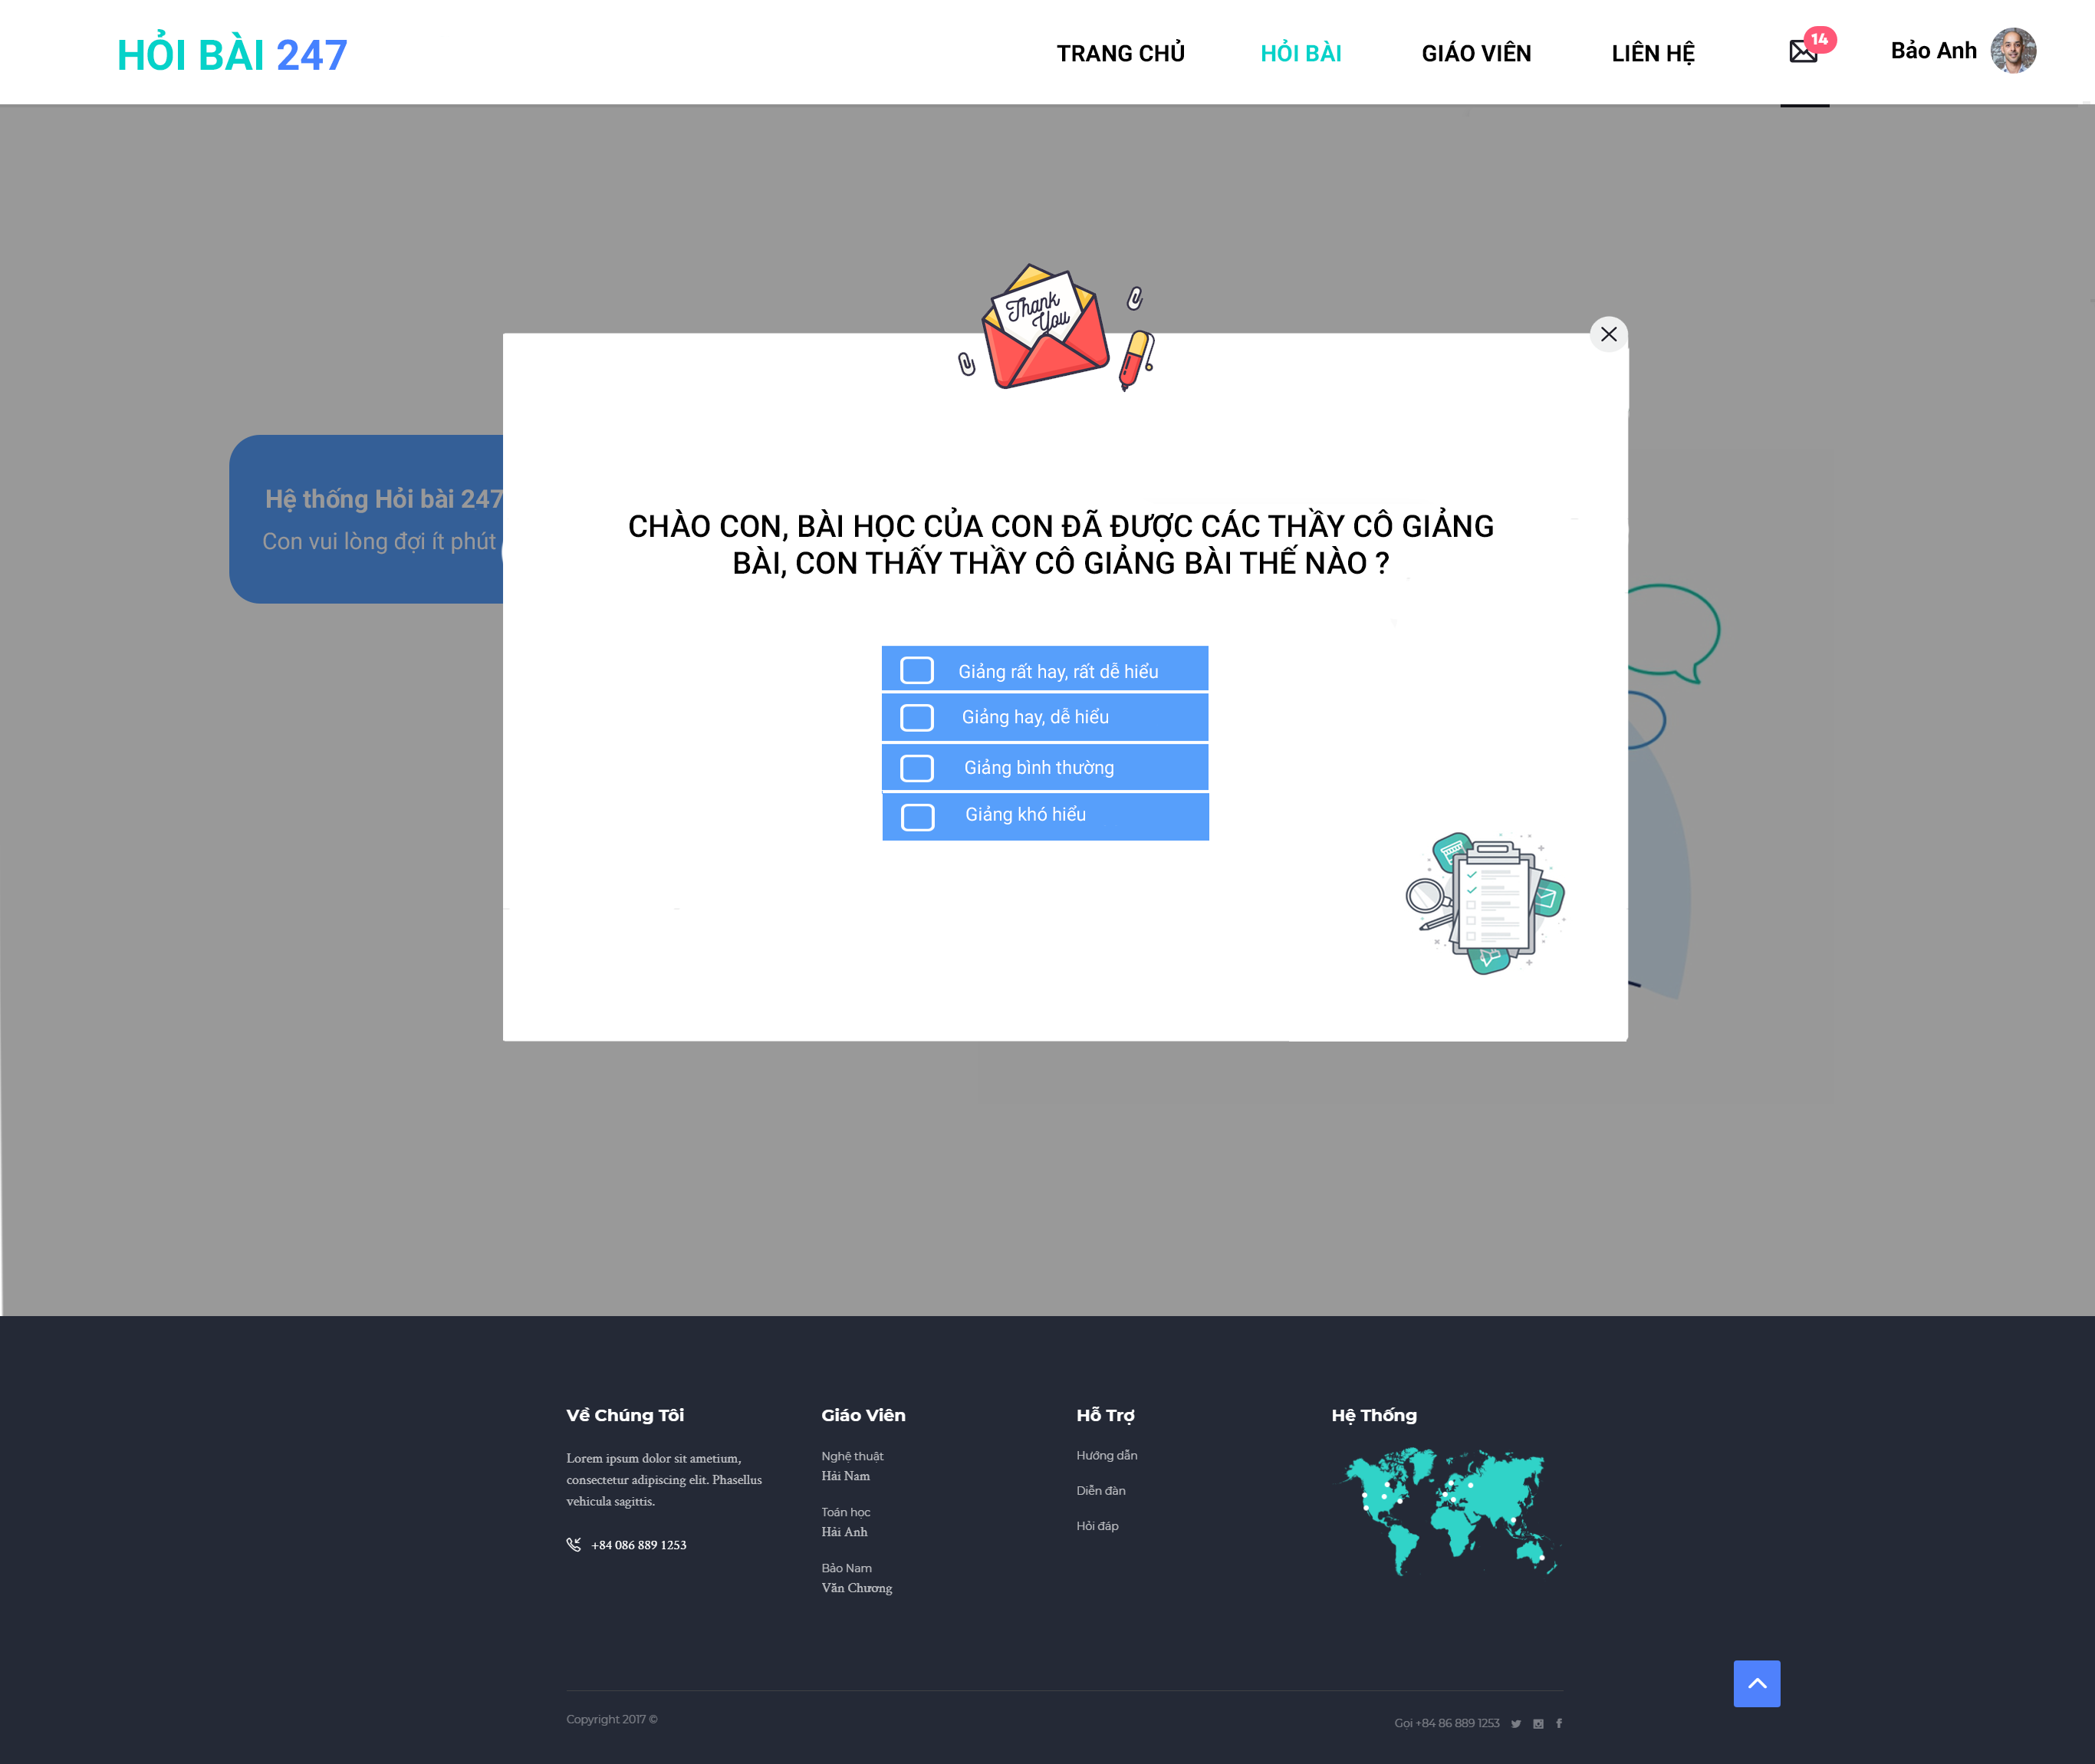 HỎI BÀI 247
TRANG CHỦ
HỎI BÀI
GIÁO VIÊN
LIÊN HỆ
14
Bảo Anh
Thank
You
Hệ thống Hỏi bài 247
Con vui lòng đợi ít phút
CHÀO CON, BÀI HỌC CỦA CON ĐÃ ĐƯỢC CÁC THẦY CÔ GIẢNG
BÀI, CON THẤY THẦY CÔ GIẢNG BÀI THẾ NÀO ?
Giảng rất hay, rất dễ hiểu
Giảng hay, dễ hiểu
Giảng bình thường
Giảng khó hiểu
Về Chúng Tôi
Lorem ipsum dolor sit ametium,
consectetur adipiscing elit. Phasellus
vehicula sagittis.
+84 086 889 1253
Giáo Viên
Nghệ thuật
Hải Nam
Toán học
Hải Anh
Bảo Nam
Văn Chương
Hỗ Trợ
Hướng dẫn
Diễn đàn
Hỏi đáp
Hệ Thống
Copyright 2017 ©
Gọi +84 86 889 1253